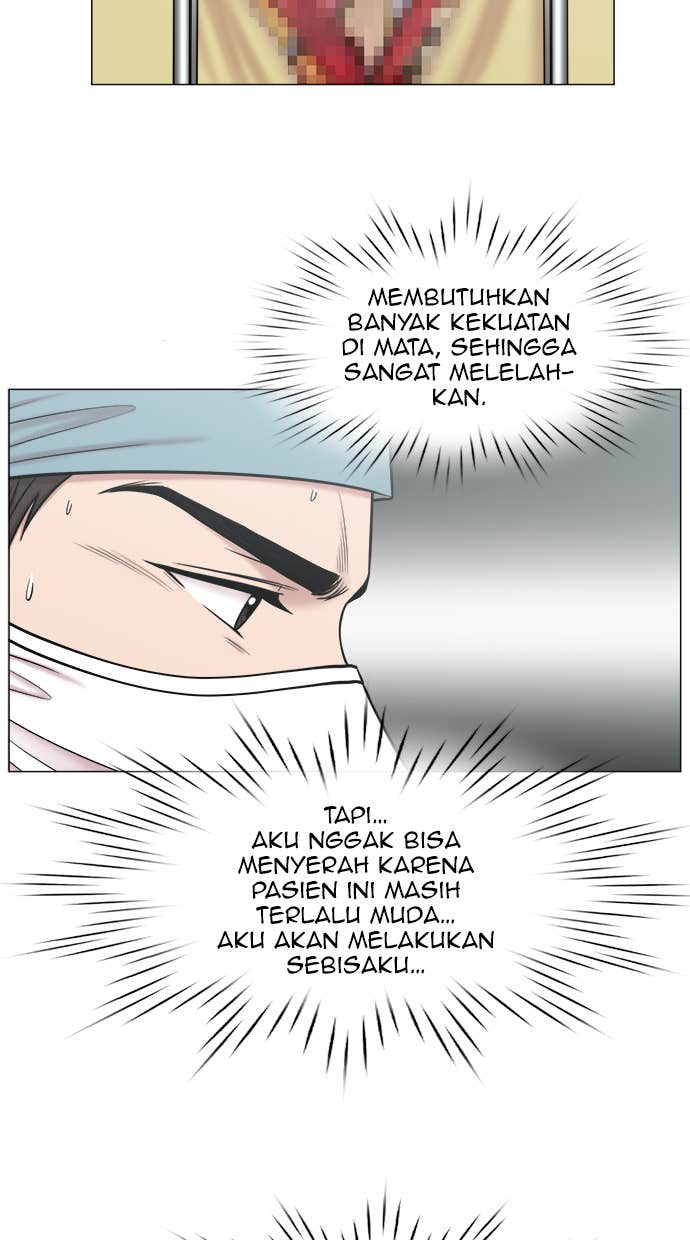 MEMBUTUHKAN
BANYAK KEKUATAN
DI MATA, SEHINGGA
SANGAT MELELAH-
KAN.
TAPI...
AKU NGGAK BISA
MENYERAH KARENA
PASIEN INI MASIH
TERLALU MUDA...
AKU AKAN MELAKUKAN
SEBISAKU...